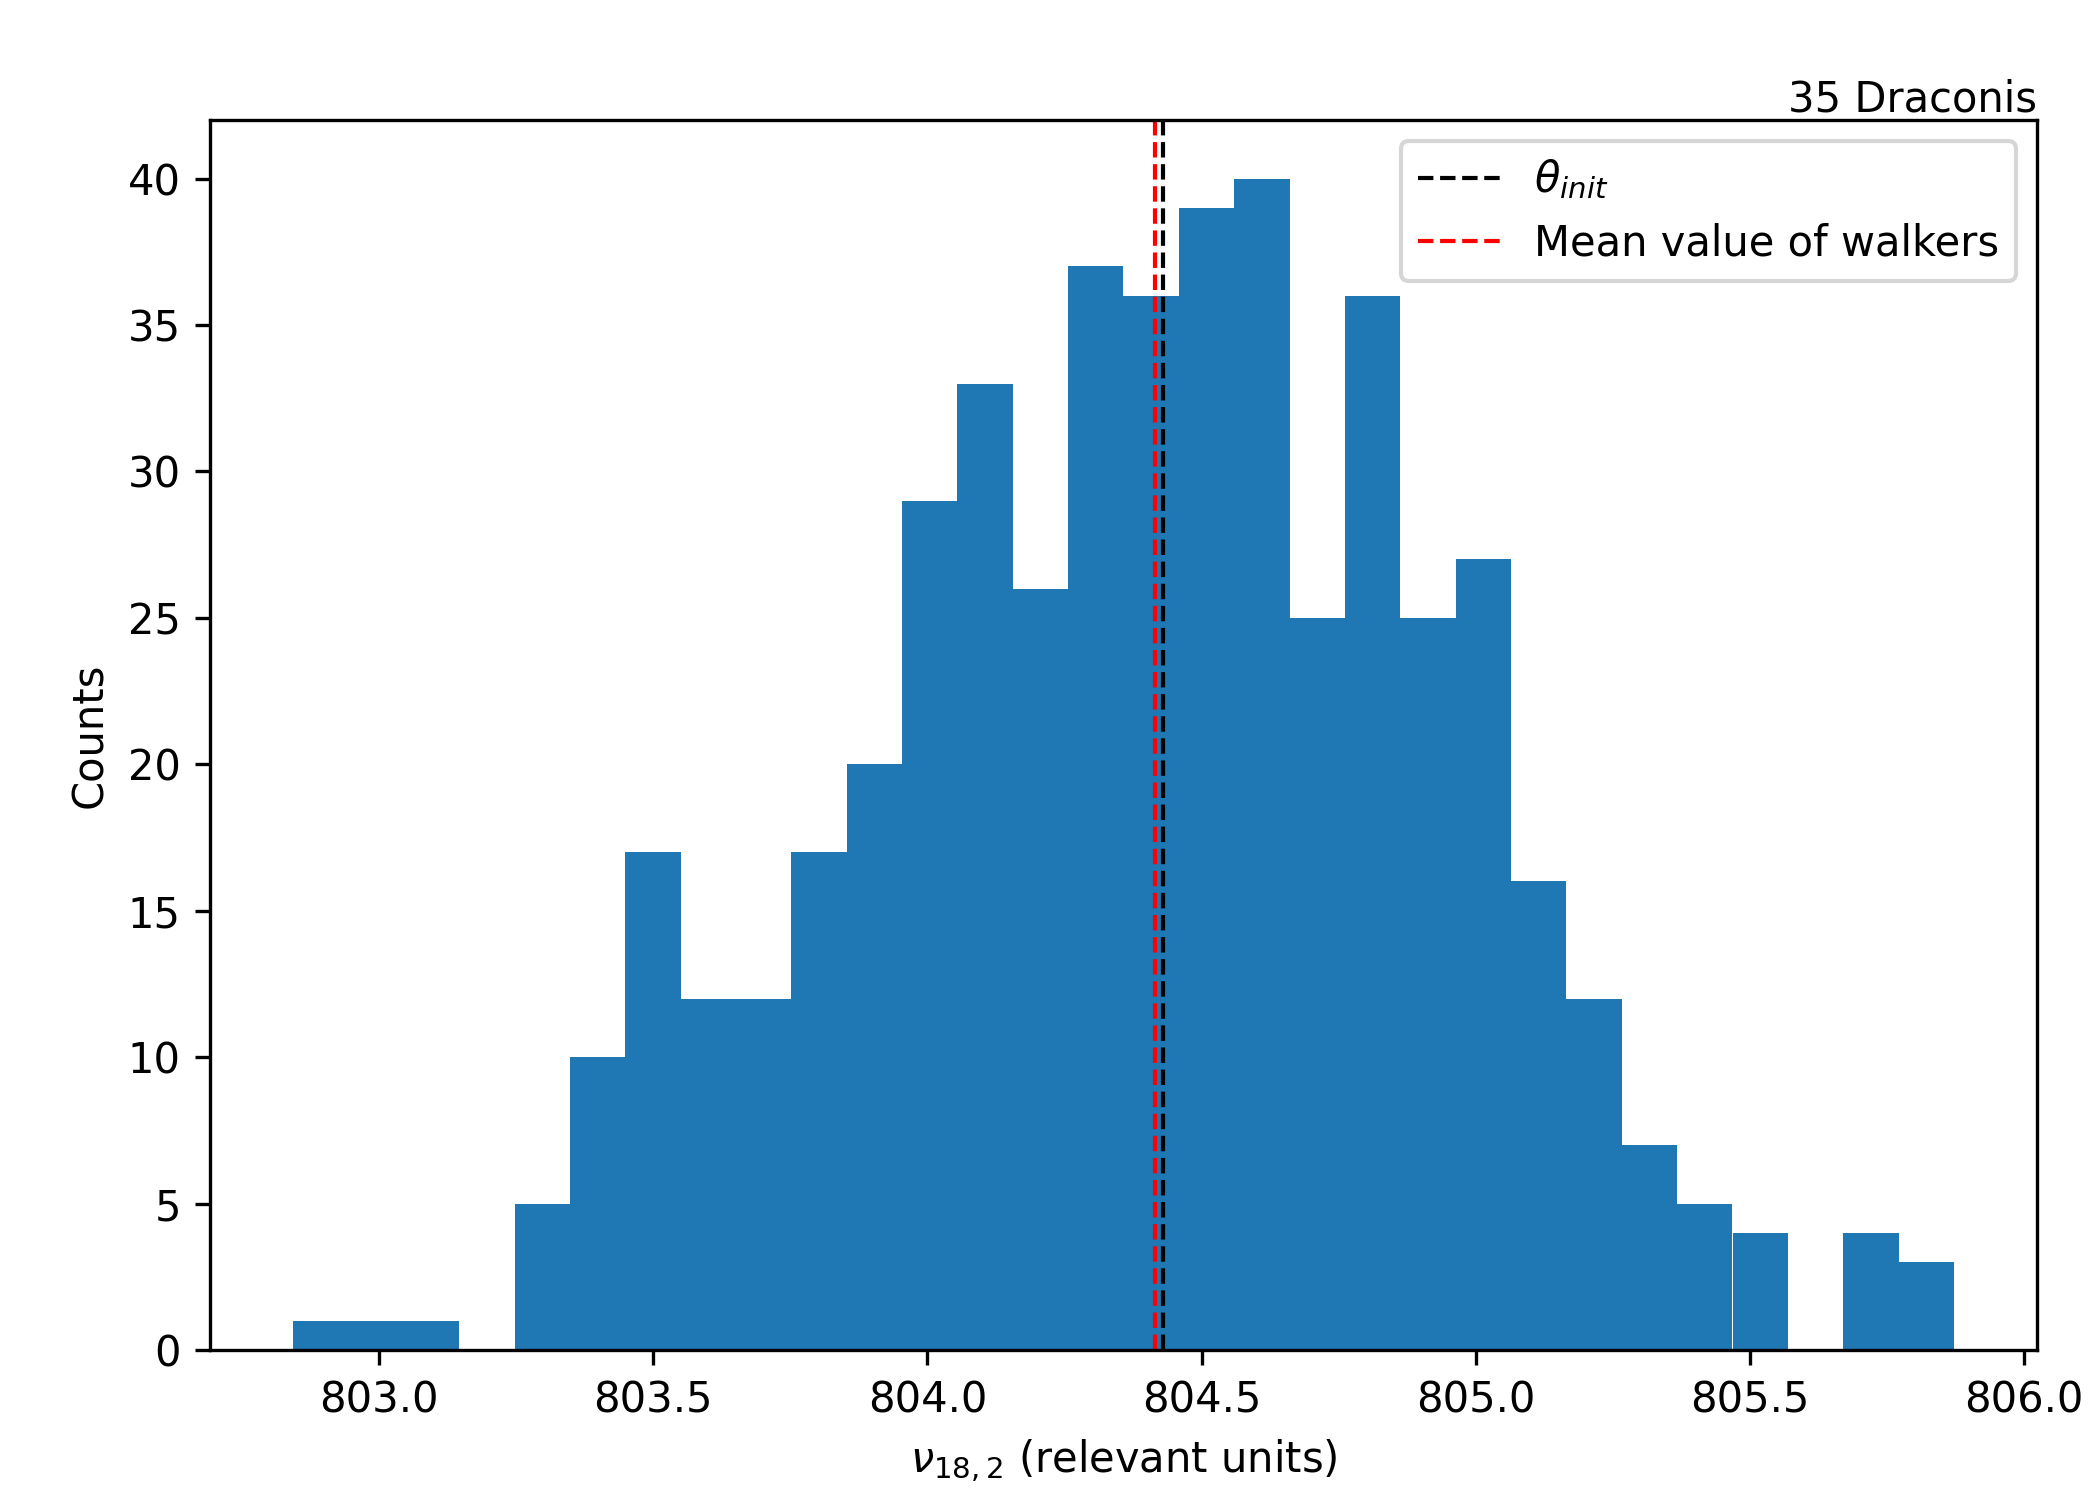 35 Draconis
θinit
Mean value of walkers
40
35
30
25
20
15
10
5
0
Counts
803.0 803.5 804.0 804.5 805.0 805.5 806.0
ν18, 2 (relevant units)